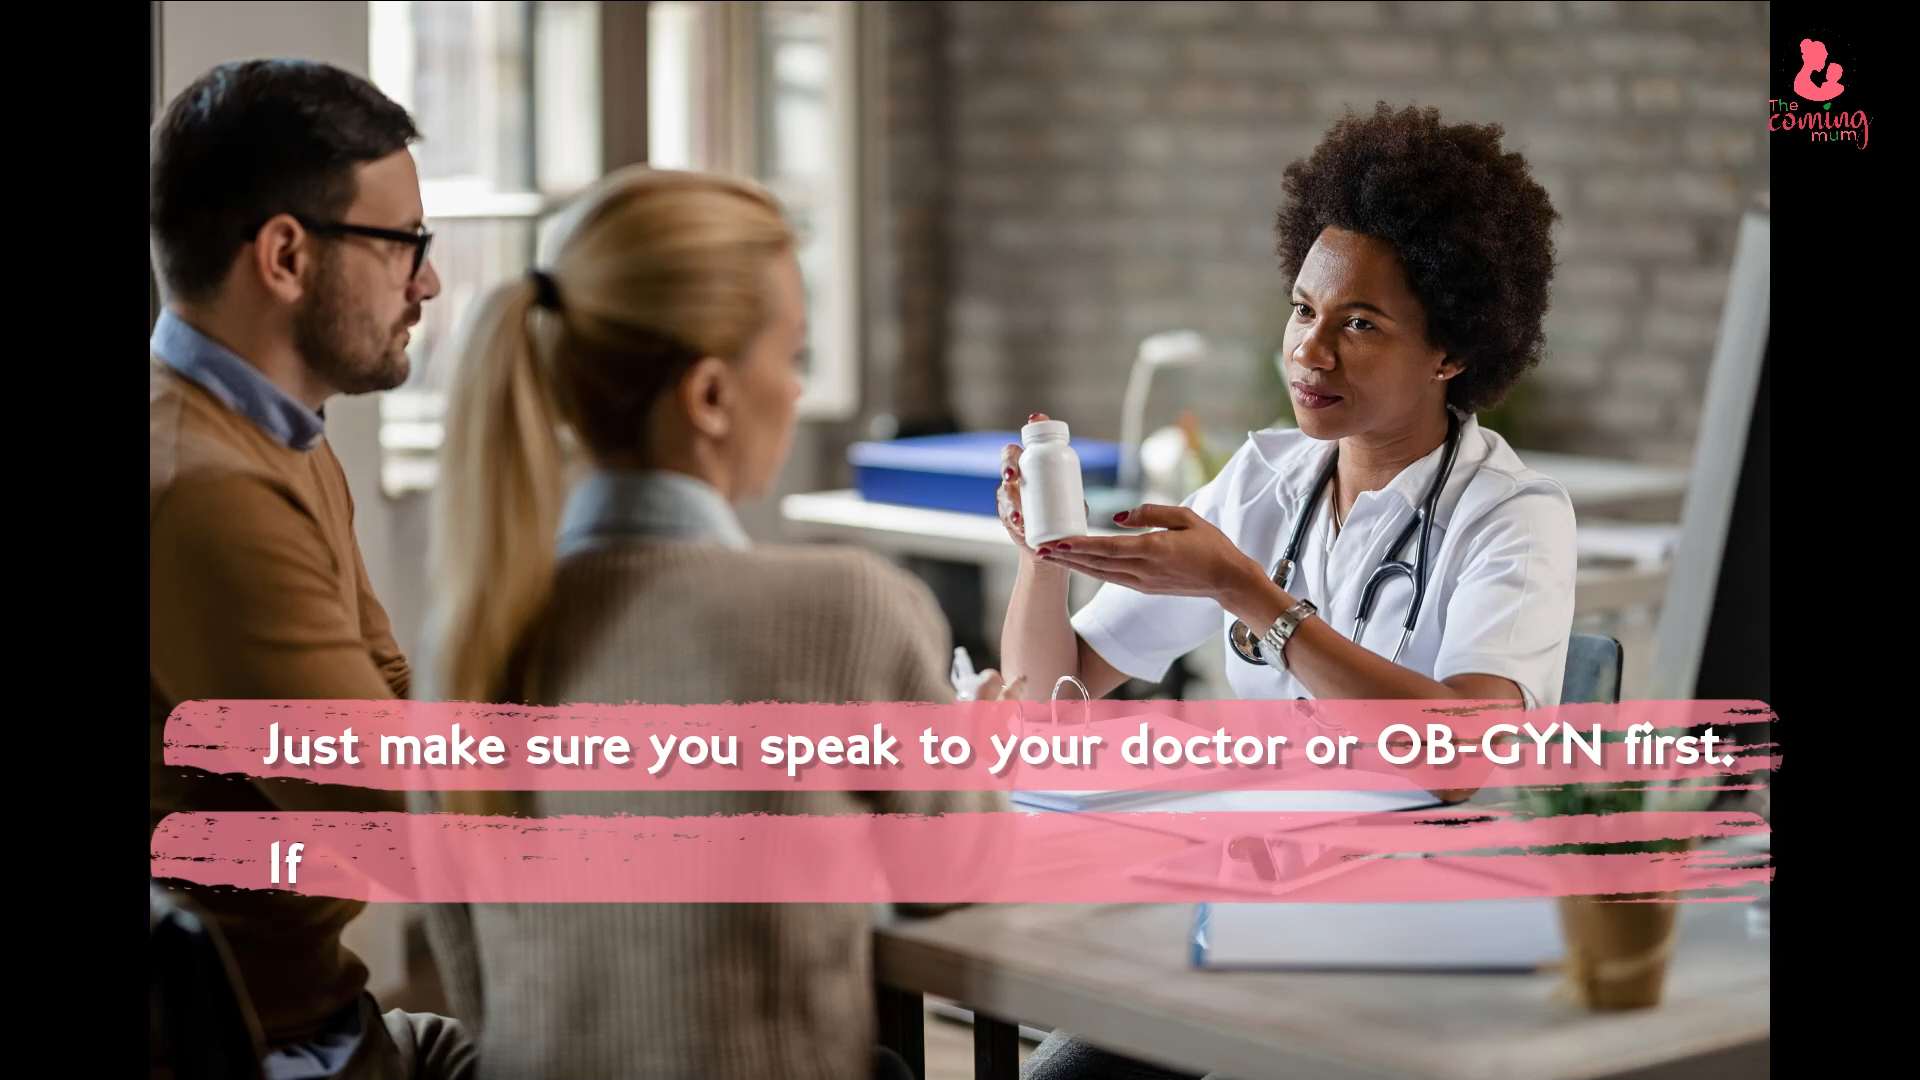 The
coming
mum
Just make sure you speak to your doctor or OB-GYN first.
If